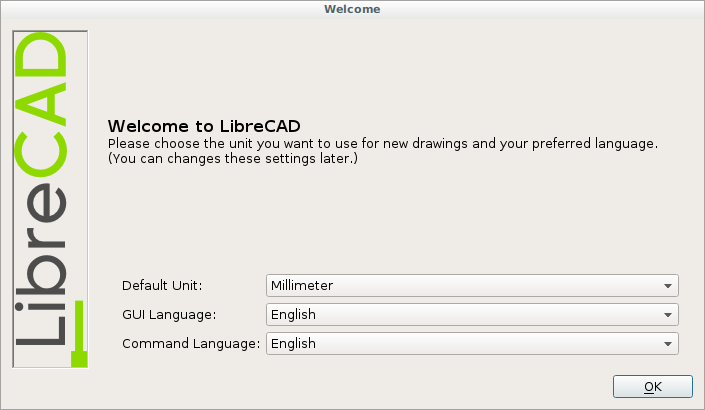 Welcome
LibreCAD
Welcome to LibreCAD
Please choose the unit you want to use for new drawings and your preferred language.
(You can changes these settings later.)
Default Unit: Millimeter
GUI Language: English
Command Language: English
OK